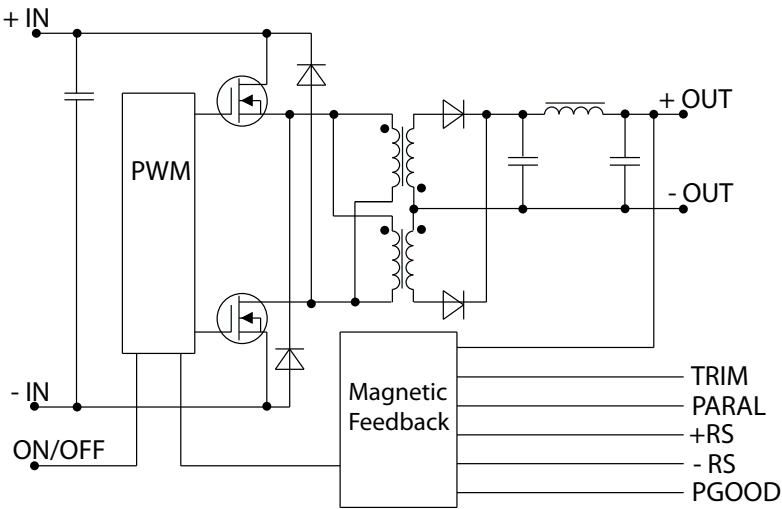 + IN
+ OUT
PWM
- OUT
Magnetic
Feedback
TRIM
- IN
PARAL
+RS
ON/OFF
- RS
PGOOD